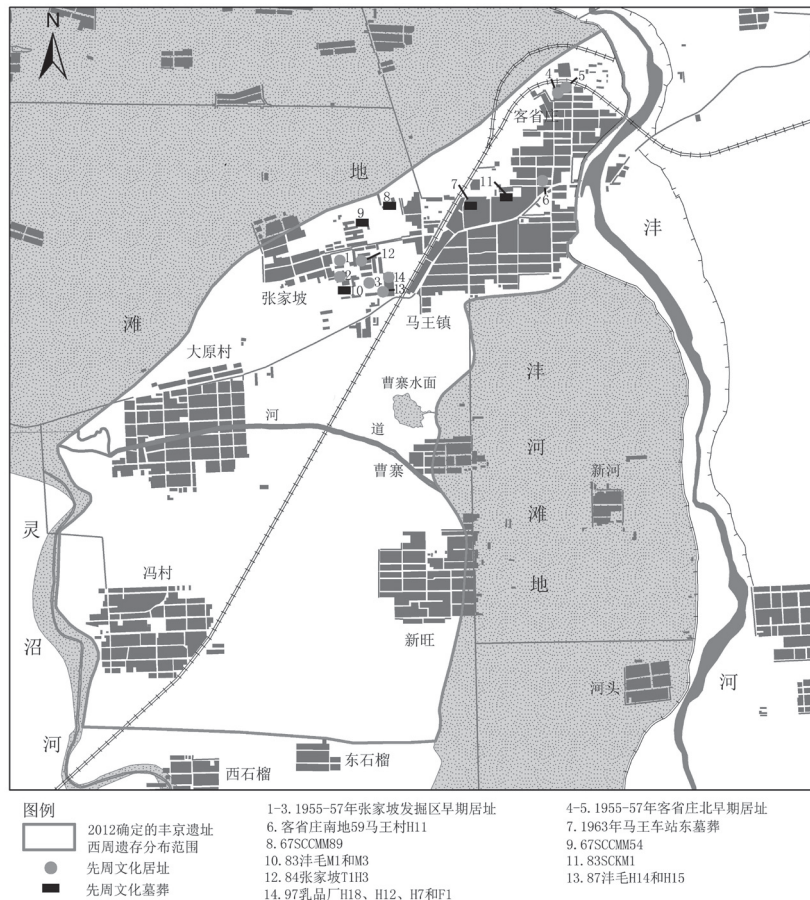 N
4
5
客省庄
地
7
11
6
沣
8
9
12
1
2
14
3
13
10
张家坡
马王镇
滩
大原村
曹寨水面
沣
河
道
河
曹寨
新河
灵
滩
冯村
地
新旺
沼
河头
河
河
东石榴
西石榴
图例
2012确定的丰京遗址
西周遗存分布范围
先周文化居址
先周文化墓葬
1-3.1955-57年张家坡发掘区早期居址
6.客省庄南地59马王村H11
8.67SCCMM89
10.83沣毛M1和M3
12.84张家坡T1H3
14.97乳品厂H18、H12、H7和F1
4-5.1955-57年客省庄北早期居址
7.1963年马王车站东墓葬
9.67SCCMM54
11.83SCKM1
13.87沣毛H14和H15